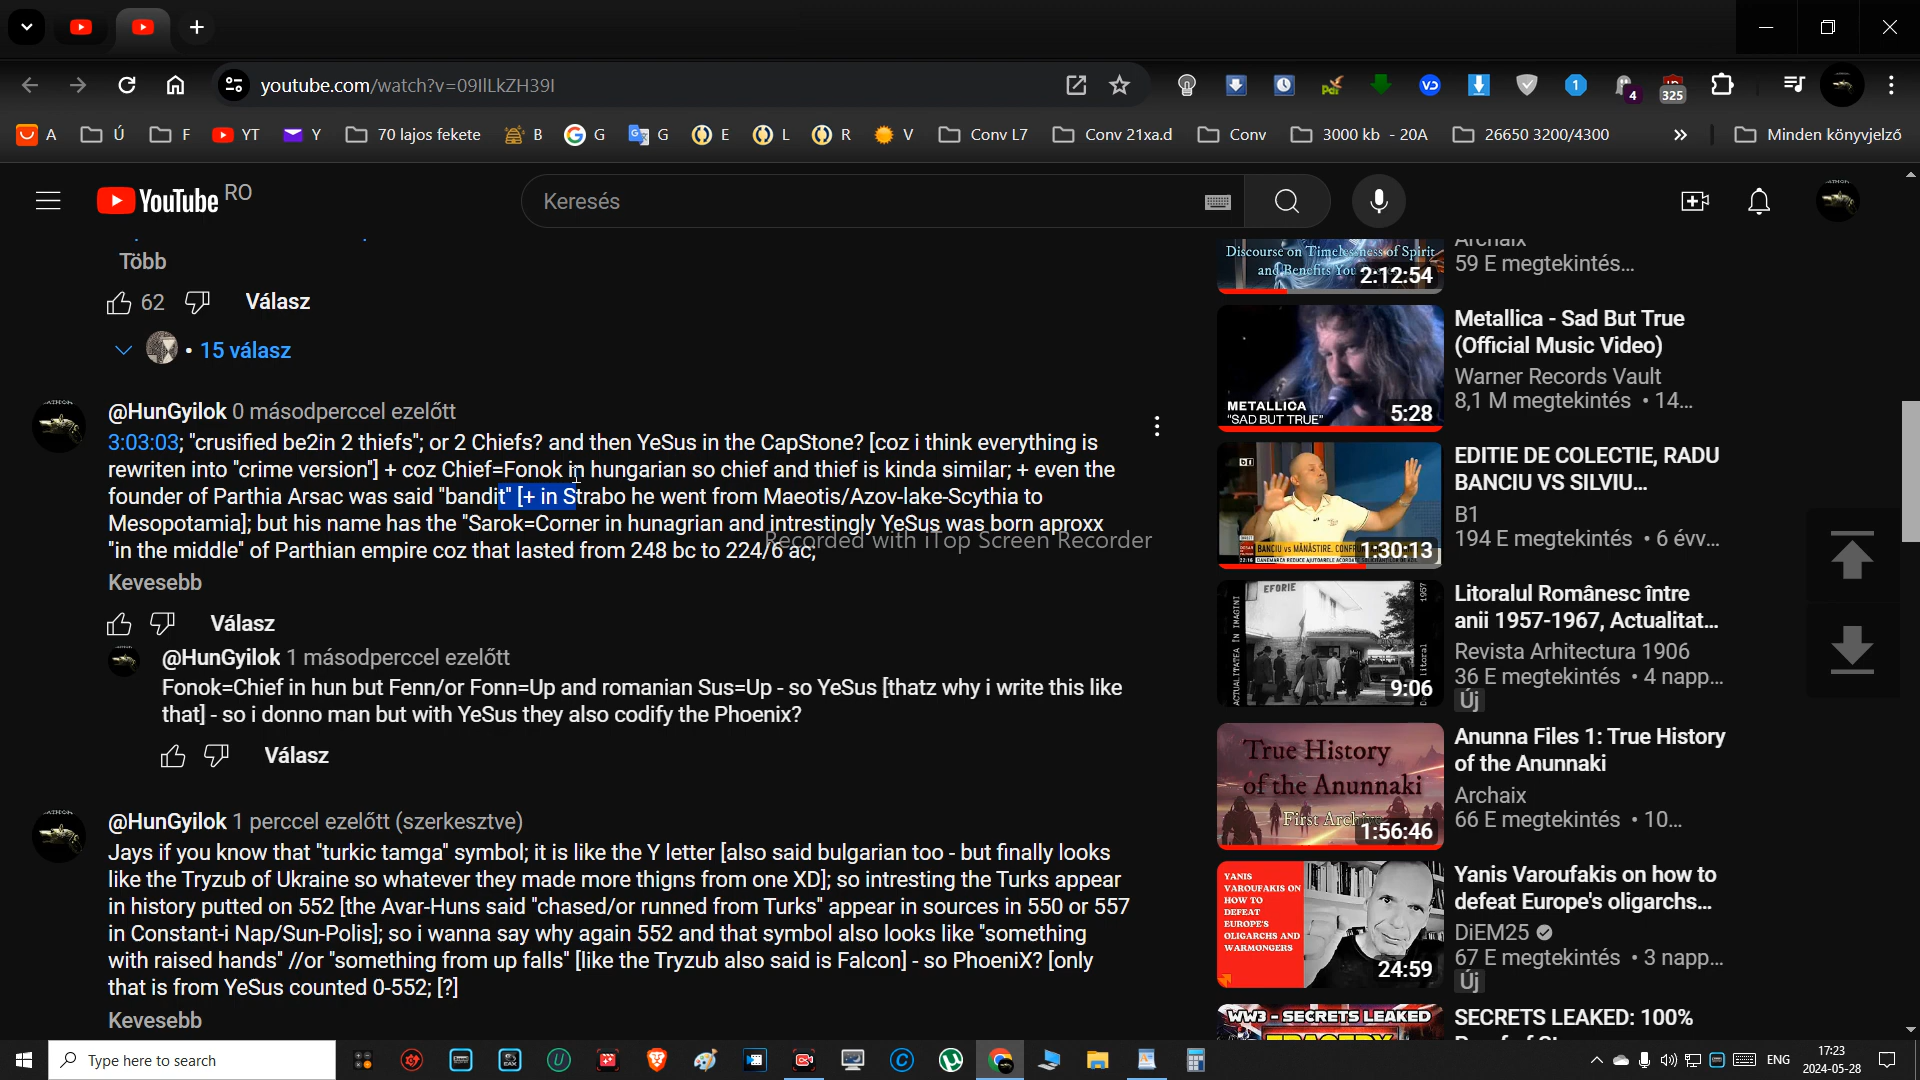 youtube.com/watch?v=09IlLkZH39I
4
325
A
Ú
F
YT
Y
70 lajos fekete
B
G
G
E
L
R
V
Conv L7
Conv 21xa.d
Conv
3000 kb - 20A
26650 3200/4300
»
Minden könyvjelző
YouTube RO
Keresés
Több
62
Válasz
• 15 válasz
@HunGyilok 0 másodperccel ezelőtt
3:03:03; "crusified be2in 2 thiefs"; or 2 Chiefs? and then YeSus in the CapStone? [coz i think everything is
rewriten into "crime version"] + coz Chief=Fonok in hungarian so chief and thief is kinda similar; + even the
founder of Parthia Arsac was said "bandit" [+ in Strabo he went from Maeotis/Azov-lake-Scythia to
Mesopotamia]; but his name has the "Sarok=Corner in hunagrian and intrestingly YeSus was born aproxx
"in the middle" of Parthian empire coz that lasted from 248 bc to 224/6 ac;
Recorded with iTop Screen Recorder
Kevesebb
Válasz
@HunGyilok 1 másodperccel ezelőtt
Fonok=Chief in hun but Fenn/or Fonn=Up and romanian Sus=Up - so YeSus [thatz why i write this like
that] - so i donno man but with YeSus they also codify the Phoenix?
Válasz
@HunGyilok 1 perccel ezelőtt (szerkesztve)
Jays if you know that "turkic tamga" symbol; it is like the Y letter [also said bulgarian too - but finally looks
like the Tryzub of Ukraine so whatever they made more thigns from one XD]; so intresting the Turks appear
in history putted on 552 [the Avar-Huns said "chased/or runned from Turks" appear in sources in 550 or 557
in Constant-i Nap/Sun-Polis]; so i wanna say why again 552 and that symbol also looks like "something
with raised hands" //or "something from up falls" [like the Tryzub also said is Falcon] - so PhoeniX? [only
that is from YeSus counted 0-552; [?]
Kevesebb
Discourse on Timelessness of Spirit
and Benefits You
2:12:54
Archaix
59 E megtekintés...
METALLICA
"SAD BUT TRUE"
5:28
Metallica - Sad But True
(Official Music Video)
Warner Records Vault
8,1 M megtekintés • 14...
1:30:13
EDITIE DE COLECTIE, RADU
BANCIU VS SILVIU...
B1
194 E megtekintés • 6 évv...
EFORIE
ACTUALITATEA ÎN IMAGINI
1957
Litoral
9:06
Litoralul Românesc între
anii 1957-1967, Actualitat...
Revista Arhitectura 1906
36 E megtekintés • 4 napp...
Új
True History
of the Anunnaki
First Archive
1:56:46
Anunna Files 1: True History
of the Anunnaki
Archaix
66 E megtekintés • 10...
YANIS
VAROUFAKIS ON
HOW TO
DEFEAT
EUROPE'S
OLIGARCHS AND
WARMONGERS
24:59
Yanis Varoufakis on how to
defeat Europe's oligarchs...
DiEM25
67 E megtekintés • 3 napp...
Új
WW3 - SECRETS LEAKED
SECRETS LEAKED: 100%
Type here to search
ENG
17:23
2024-05-28